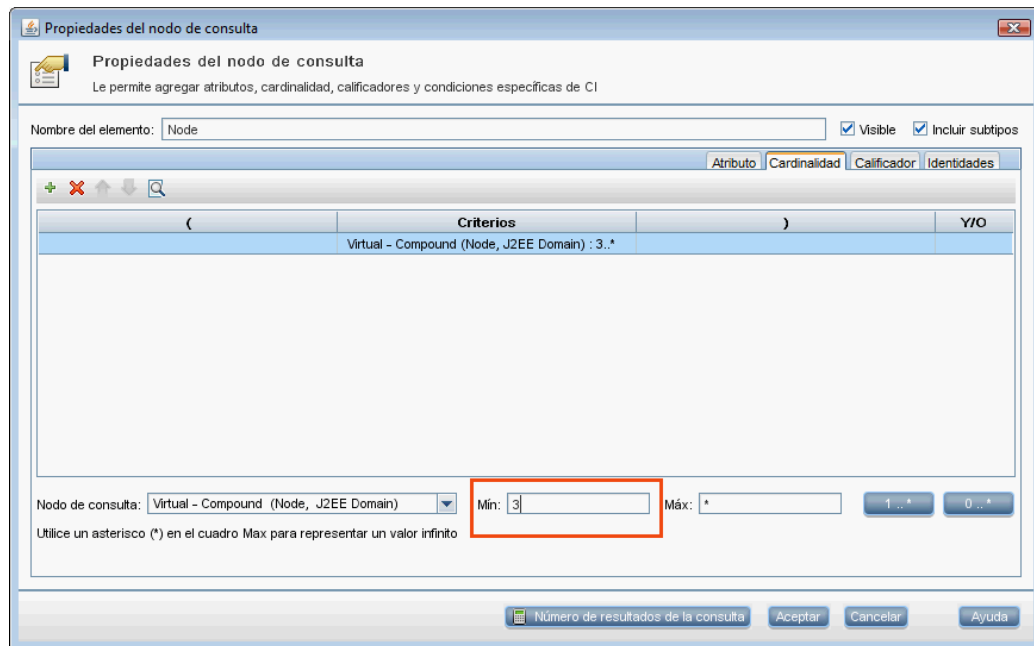 Propiedades del nodo de consulta
Propiedades del nodo de consulta
Le permite agregar atributos, cardinalidad, calificadores y condiciones específicas de CI
Nombre del elemento: Node Visible Incluir subtipos
Atributo Cardinalidad Calificador Identidades
( Criterios ) Y/O
Virtual - Compound (Node, J2EE Domain) : 3..*
Nodo de consulta: Virtual - Compound (Node, J2EE Domain) Mín: 3 Máx: * 1 ..* 0 ..*
Utilice un asterisco (*) en el cuadro Max para representar un valor infinito
Número de resultados de la consulta Aceptar Cancelar Ayuda